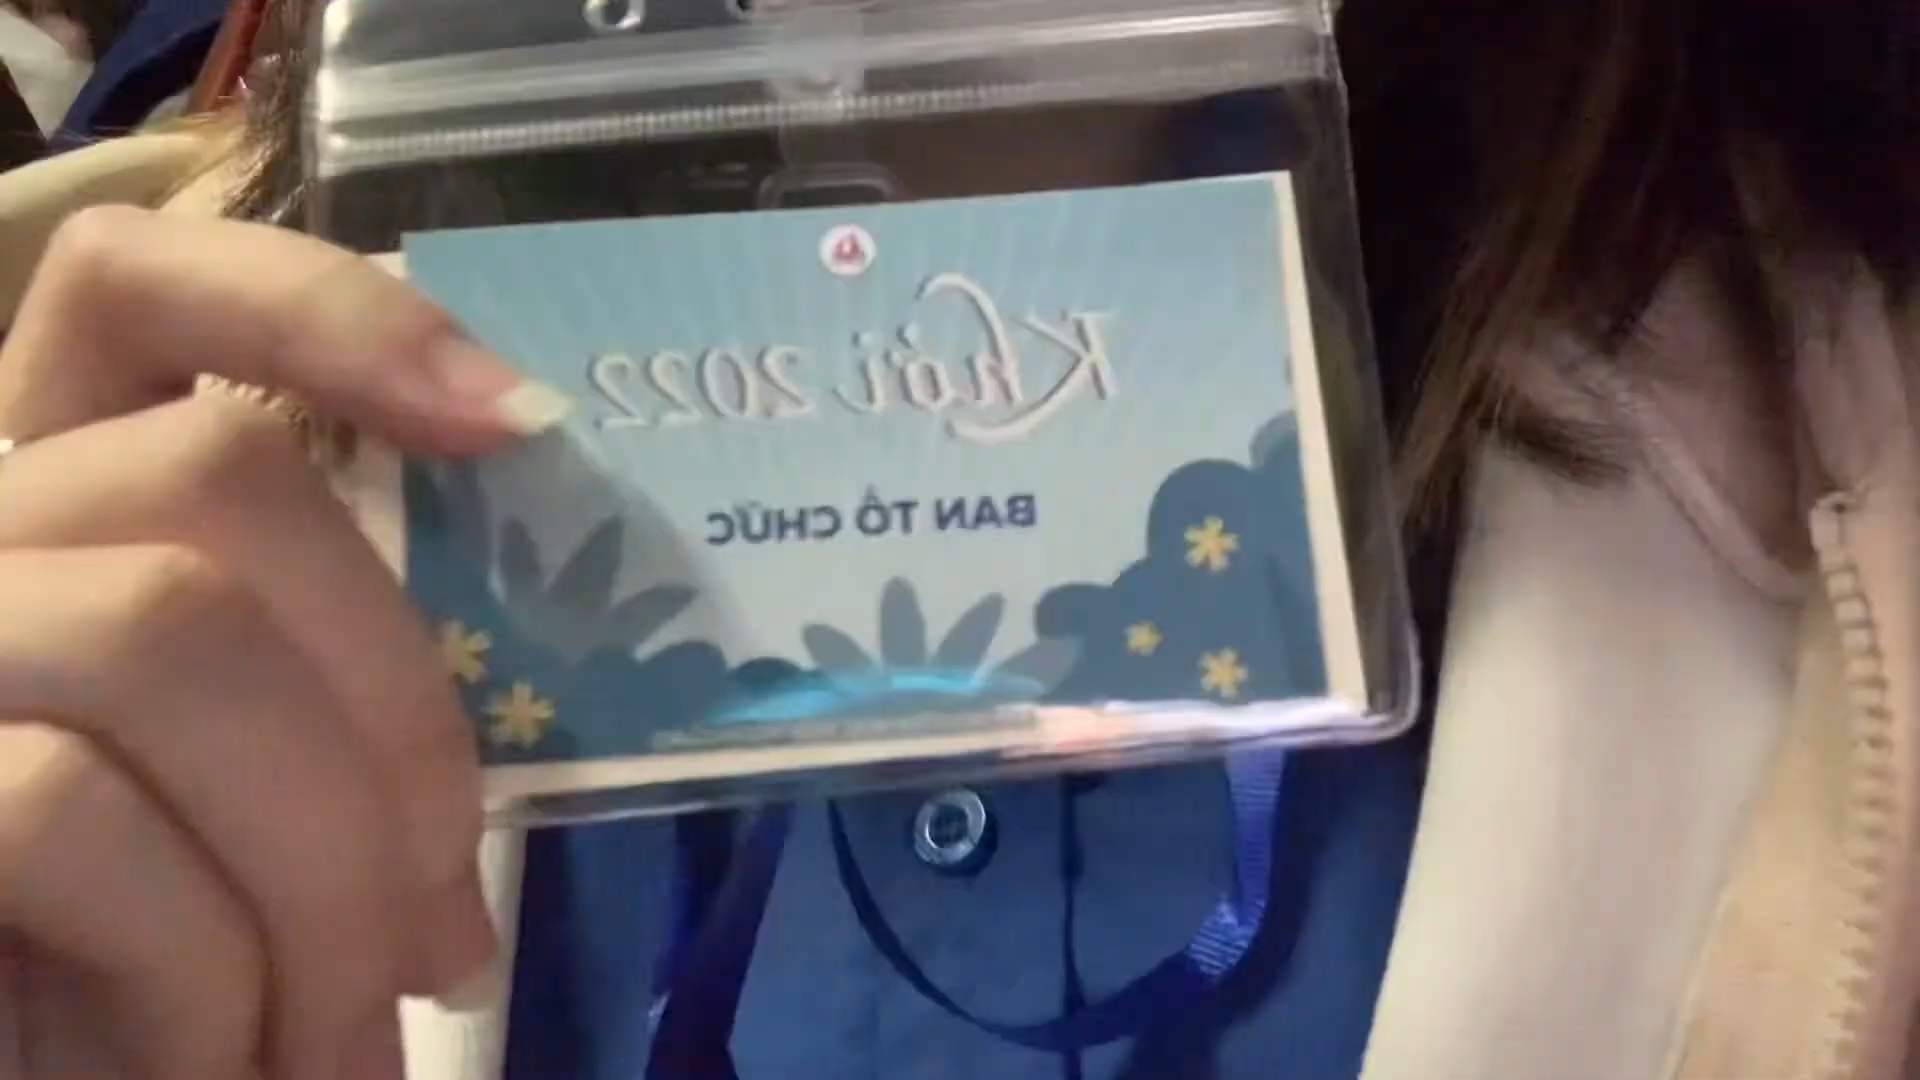 Khởi 2022
BAN TỔ CHỨC